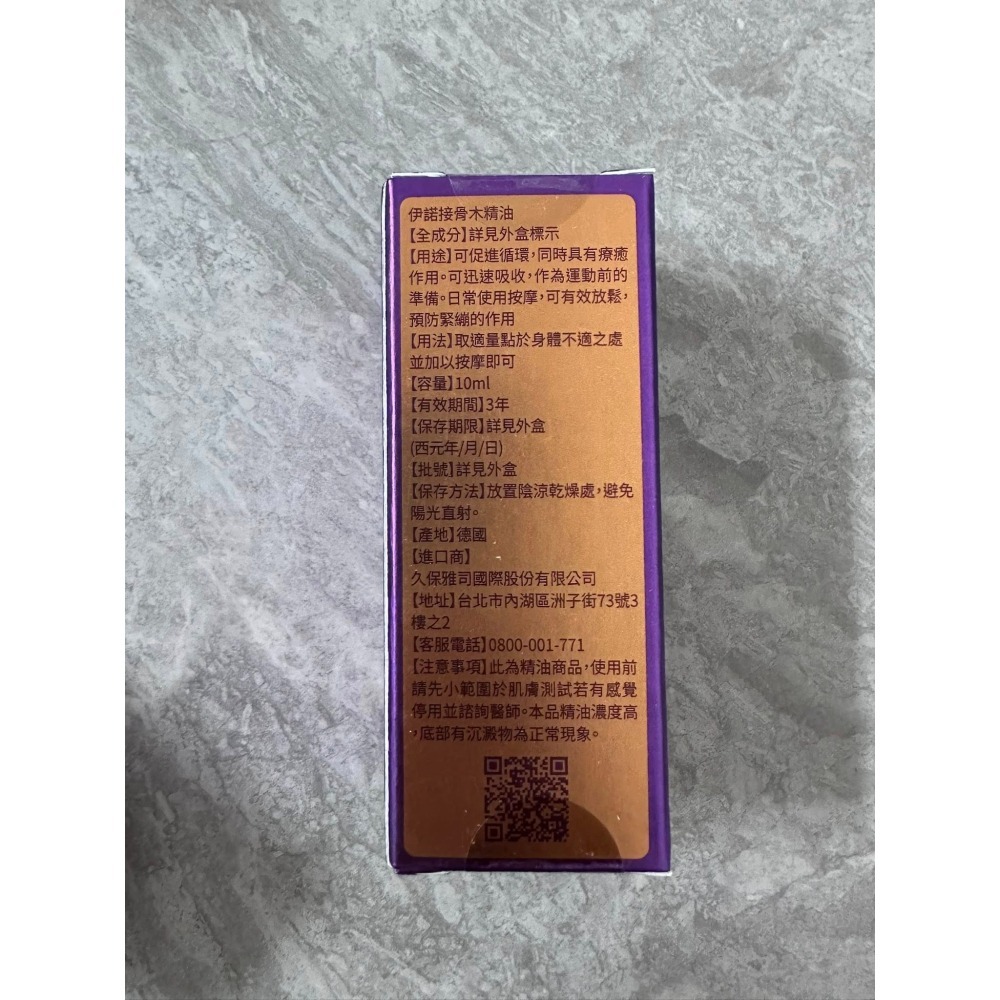 伊諾接骨木精油
【全成分】詳見外盒標示
【用途】可促進循環,同時具有療癒
作用。可迅速吸收,作為運動前的
準備。日常使用按摩,可有效放鬆,
預防緊繃的作用
【用法】取適量點於身體不適之處
並加以按摩即可
【容量】10ml
【有效期間】3年
【保存期限】詳見外盒
(西元年/月/日)
【批號】詳見外盒
【保存方法】放置陰涼乾燥處,避免
陽光直射。
【產地】德國
【進口商】
久保雅司國際股份有限公司
【地址】台北市內湖區洲子街73號3
樓之2
【客服電話】0800-001-771
【注意事項】此為精油商品,使用前
請先小範圍於肌膚測試若有感覺
停用並諮詢醫師。本品精油濃度高
,底部有沉澱物為正常現象。